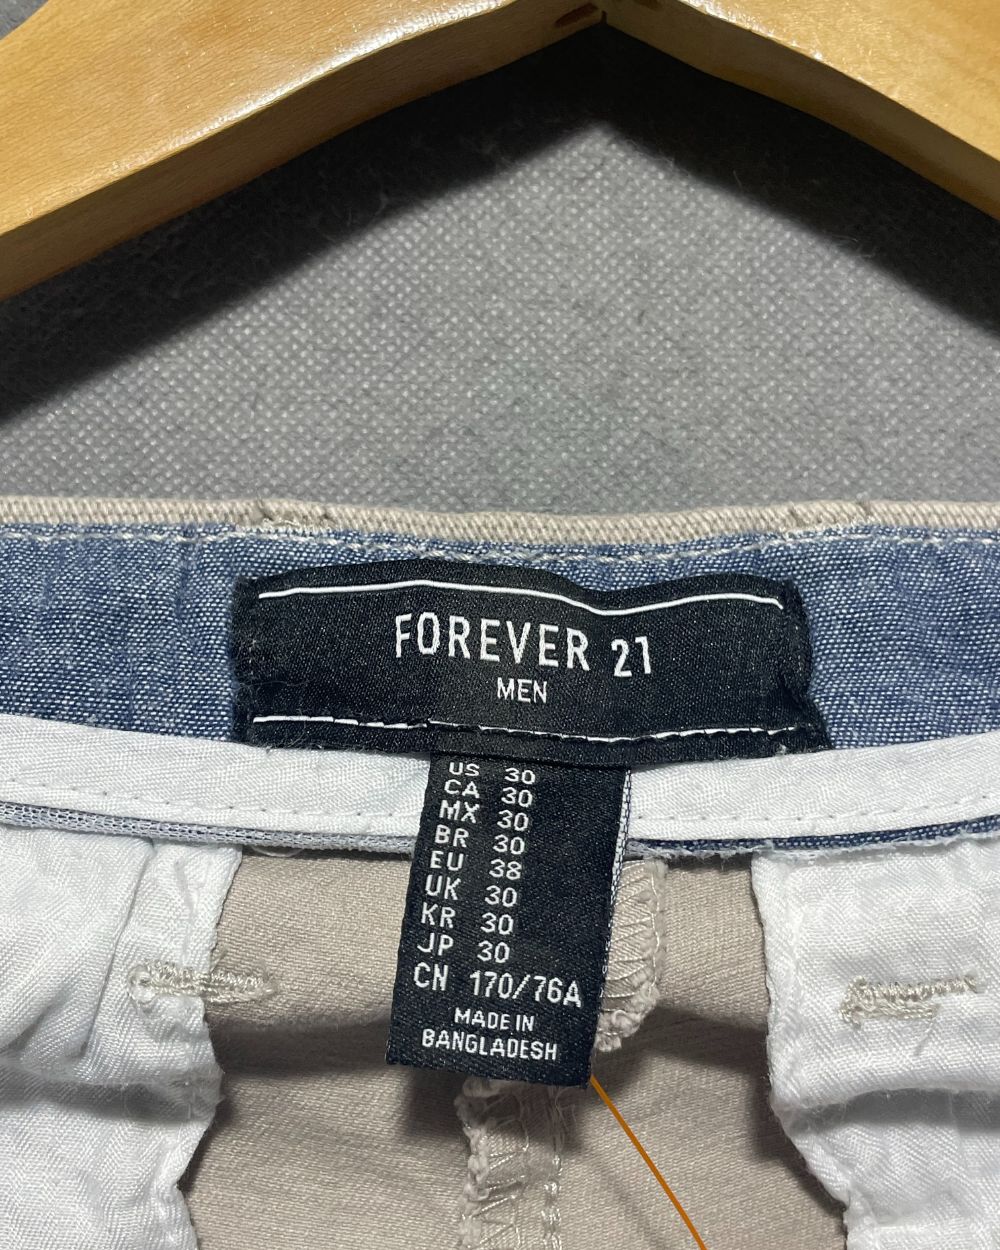 FOREVER 21
MEN
US 30
CA 30
MX 30
BR 30
EU 38
UK 30
KR 30
JP 30
CN 170/76A
MADE IN
BANGLADESH